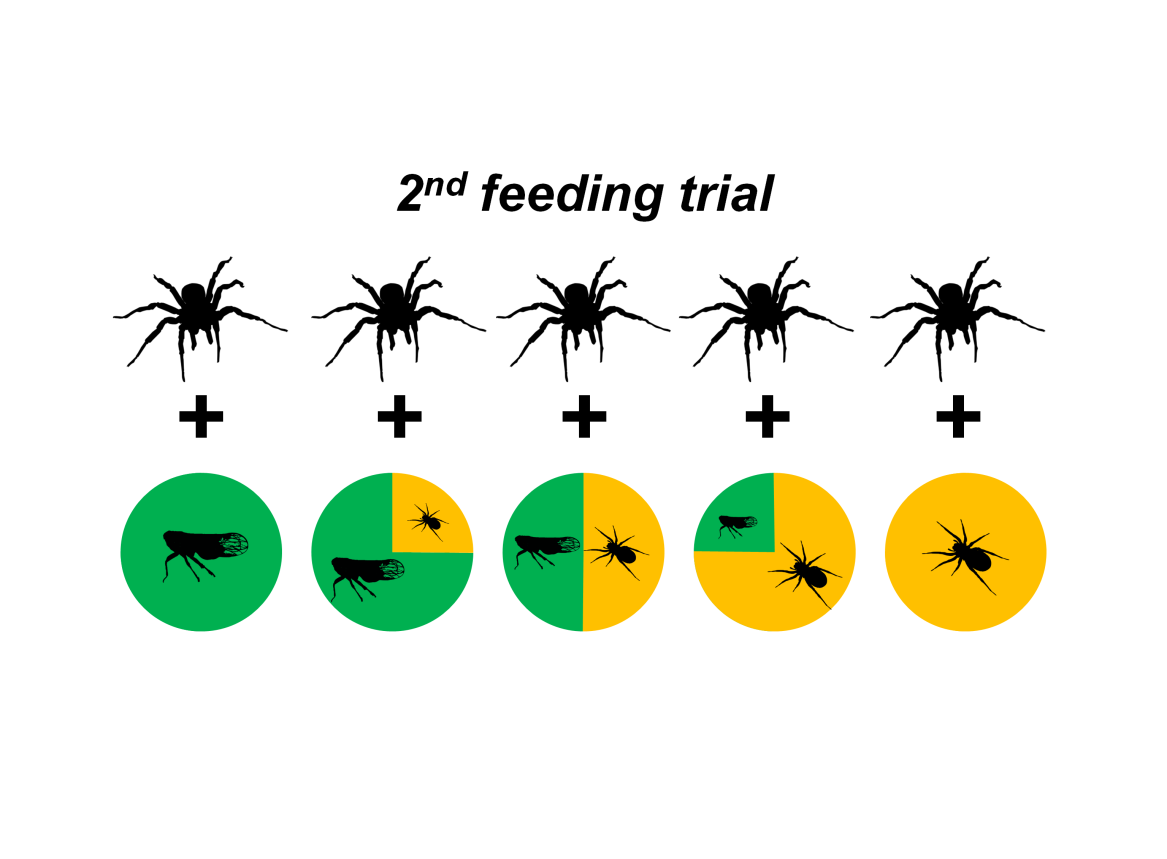 2nd feeding trial
+ + + + +